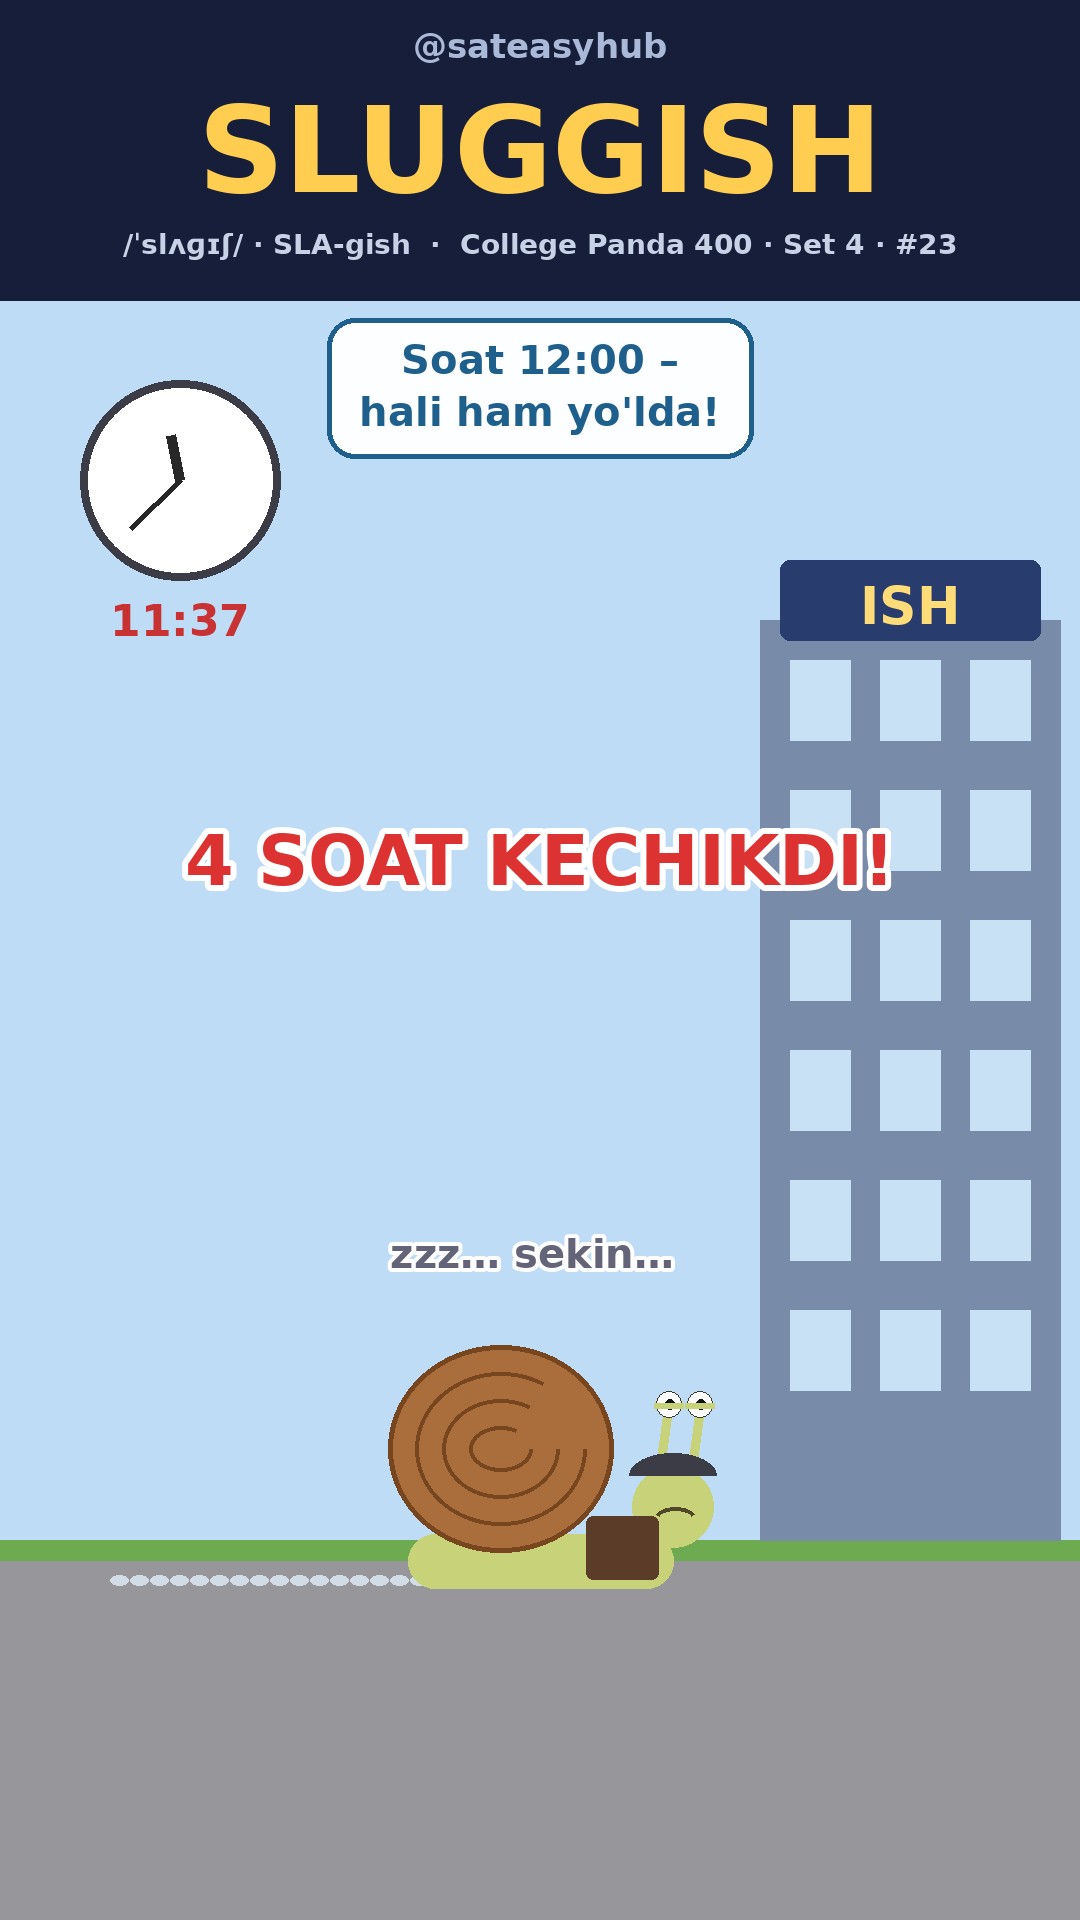 @sateasyhub
SLUGGISH
/ˈslʌɡɪʃ/ · SLA-gish · College Panda 400 · Set 4 · #23
Soat 12:00 –
hali ham yo'lda!
11:37
ISH
4 SOAT KECHIKDI!
zzz... sekin...